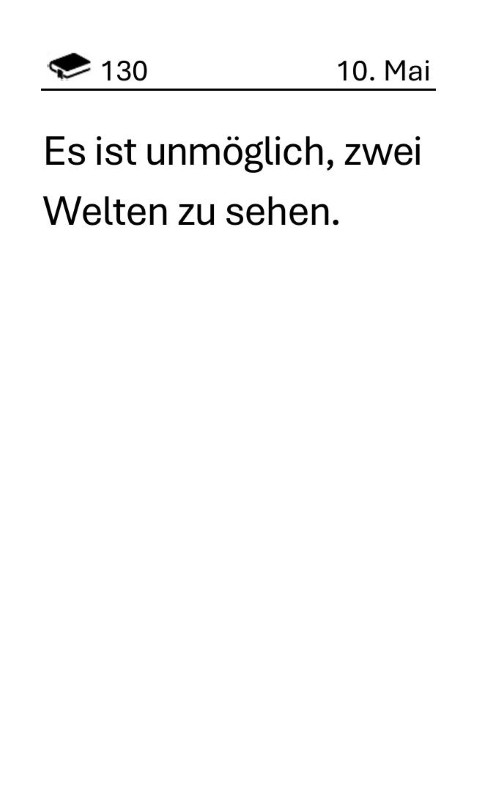 130 10. Mai
Es ist unmöglich, zwei
Welten zu sehen.